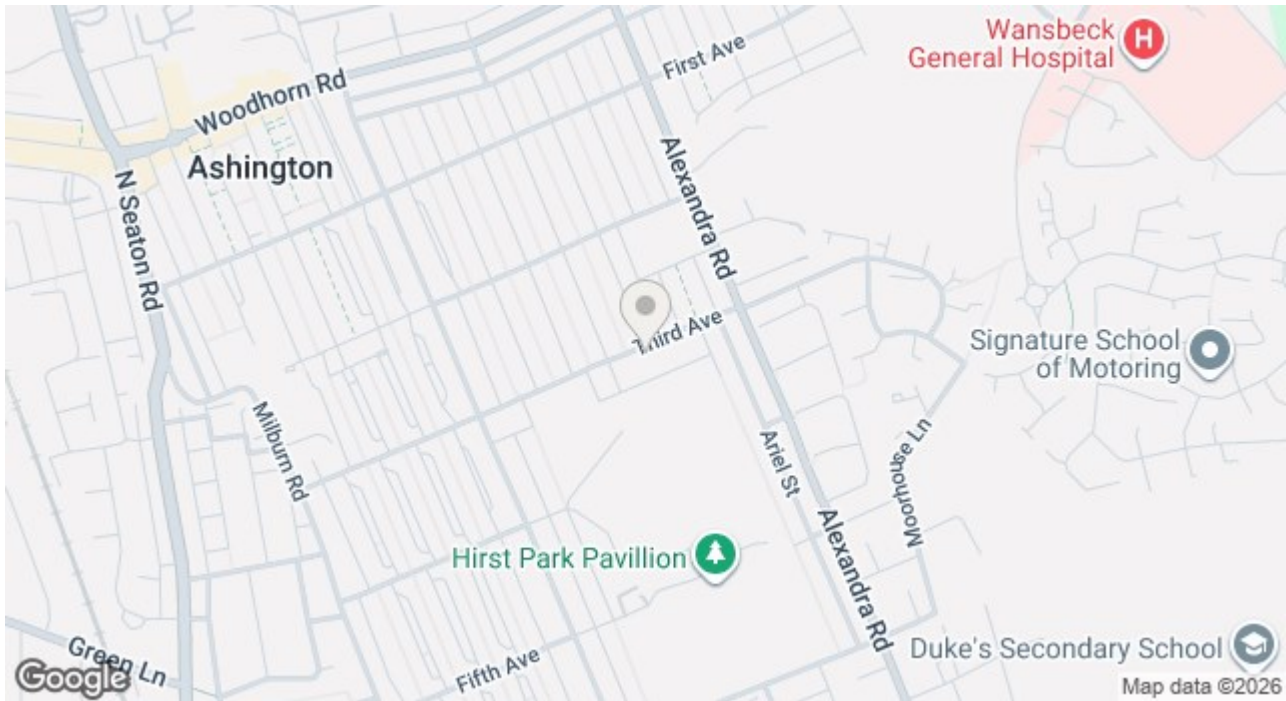 Wansbeck
General Hospital
H
First Ave
Woodhorn Rd
Ashington
Alexandra Rd
N Seaton Rd
Third Ave
Signature School
of Motoring
Milburn Rd
Ariel St
Moorhouse Ln
Hirst Park Pavillion
Alexandra Rd
Green Ln
Fifth Ave
Duke's Secondary School
Google
Map data ©2026